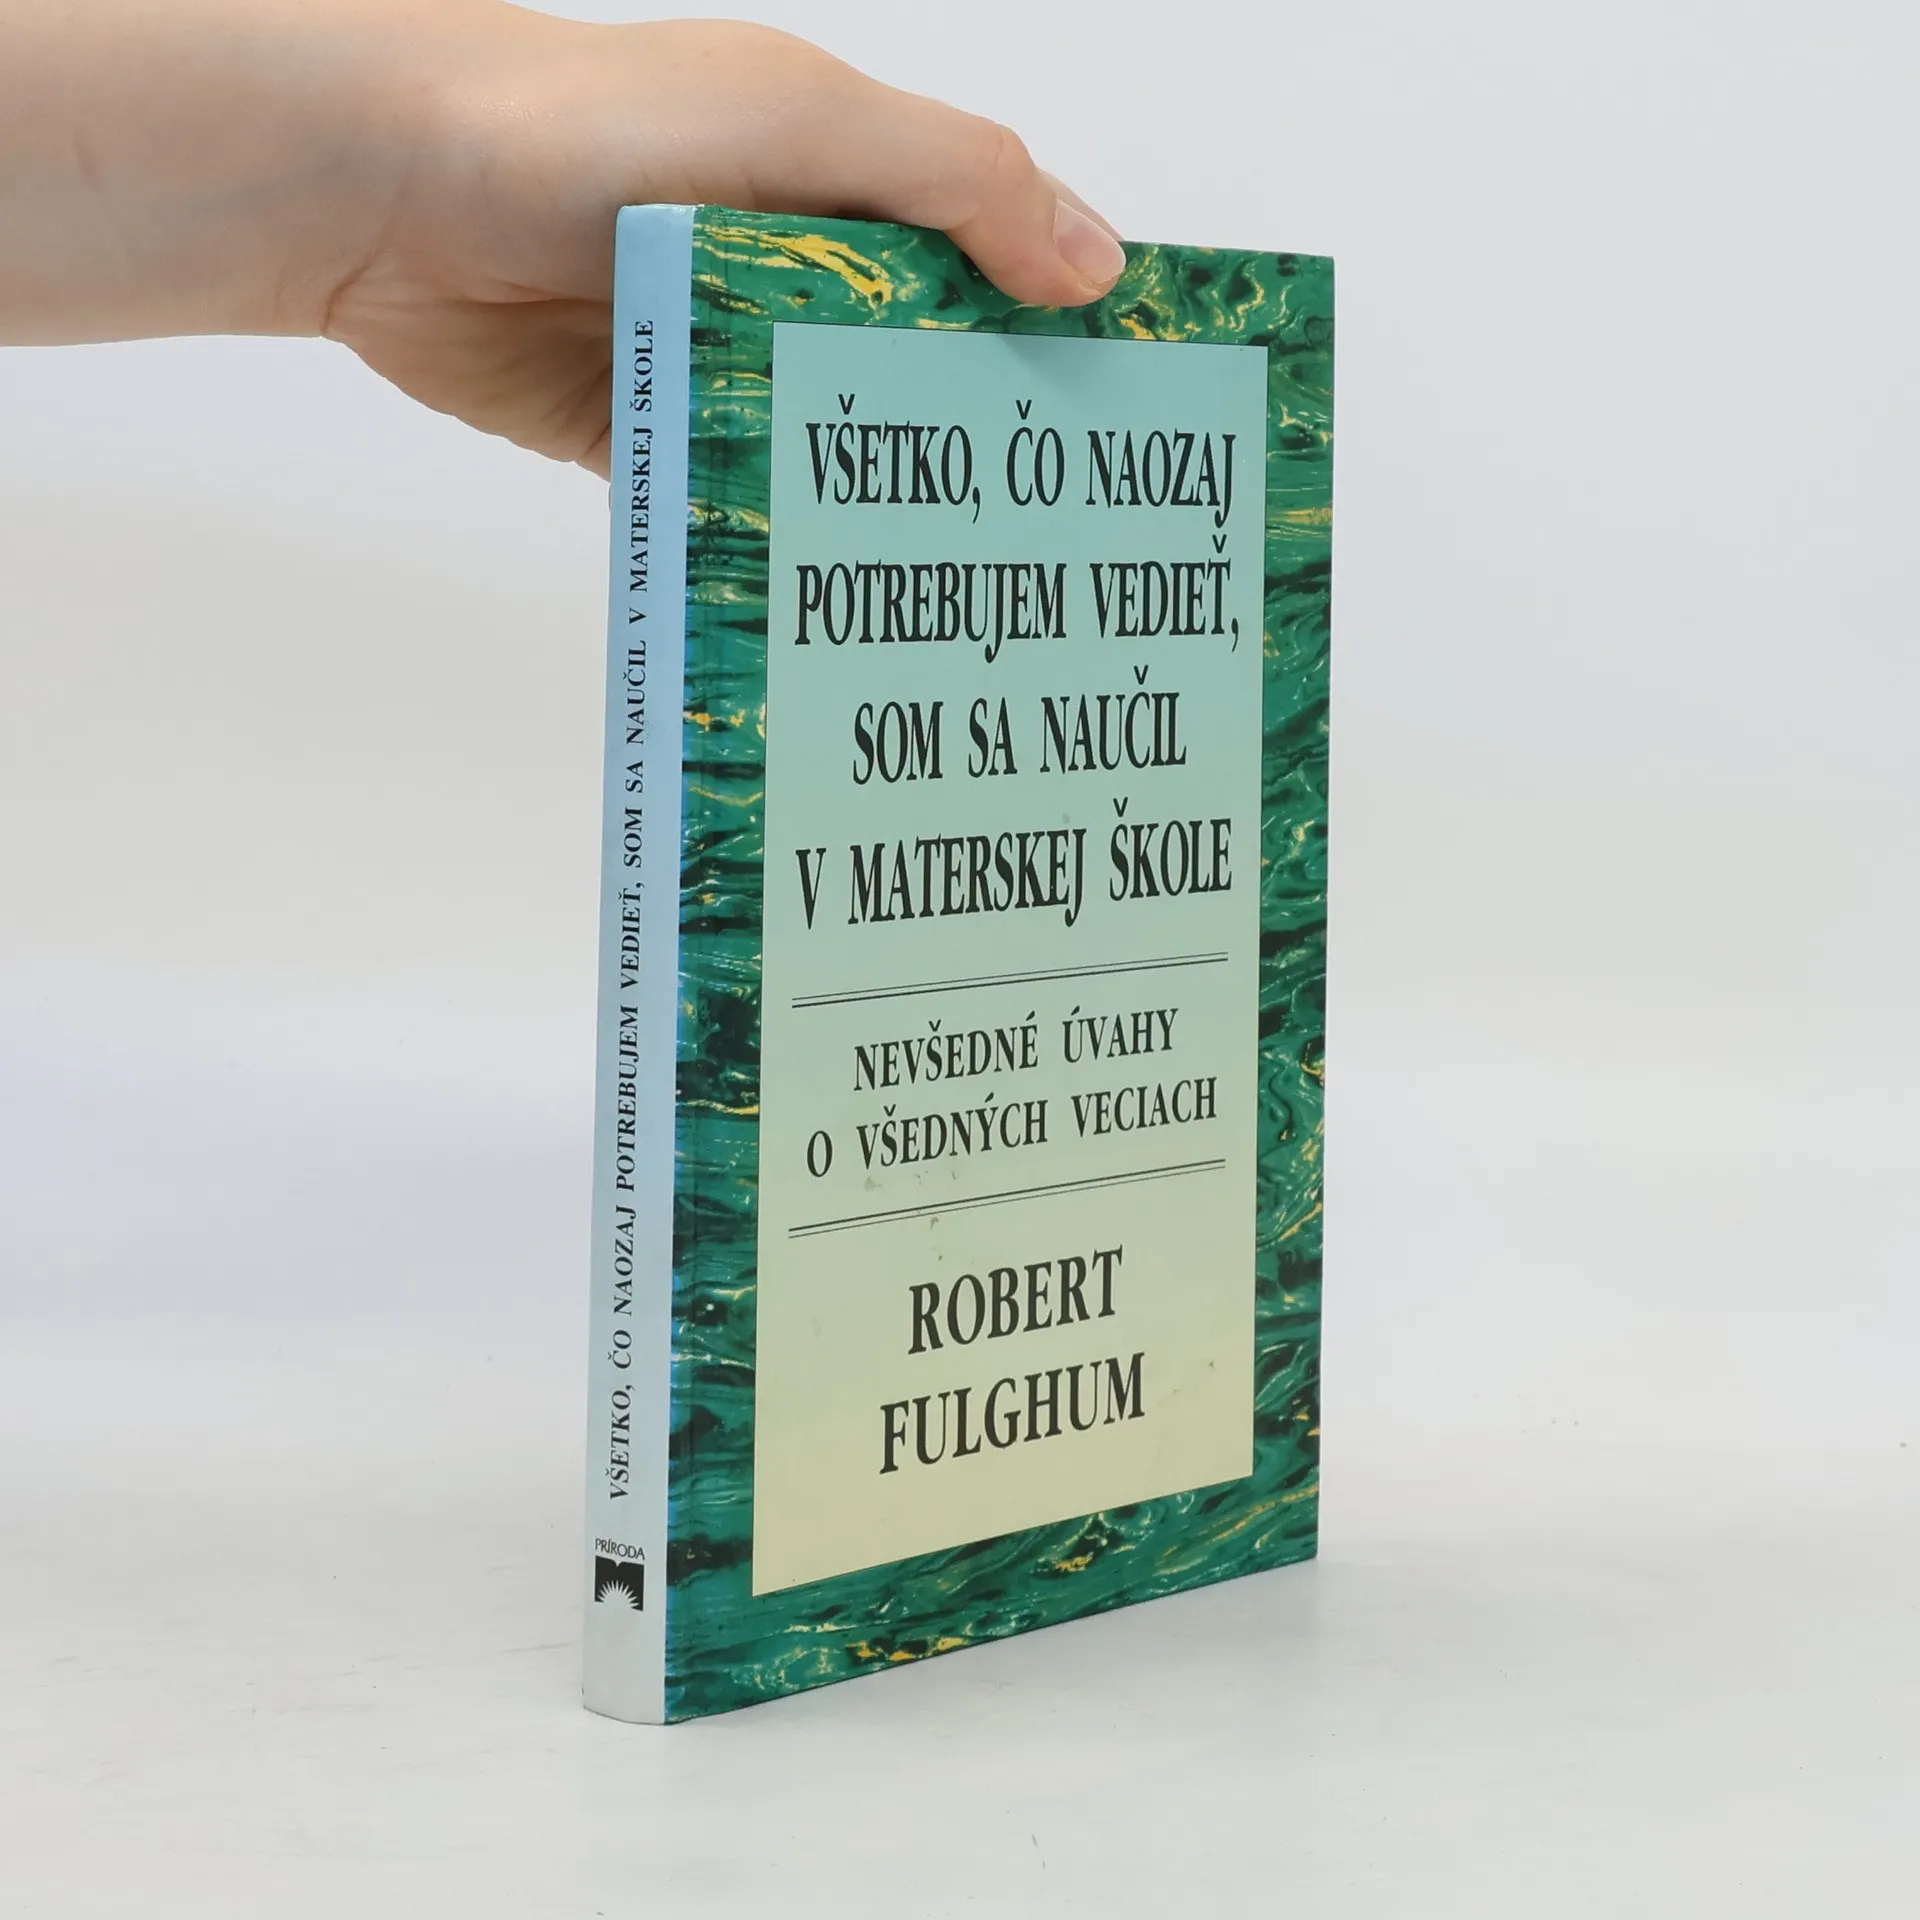 VŠETKO, ČO NAOZAJ POTREBUJEM VEDIEŤ, SOM SA NAUČIL V MATERSKEJ ŠKOLE
PRÍRODA
VŠETKO, ČO NAOZAJ
POTREBUJEM VEDIEŤ,
SOM SA NAUČIL
V MATERSKEJ ŠKOLE
NEVŠEDNÉ ÚVAHY
O VŠEDNÝCH VECIACH
ROBERT
FULGHUM